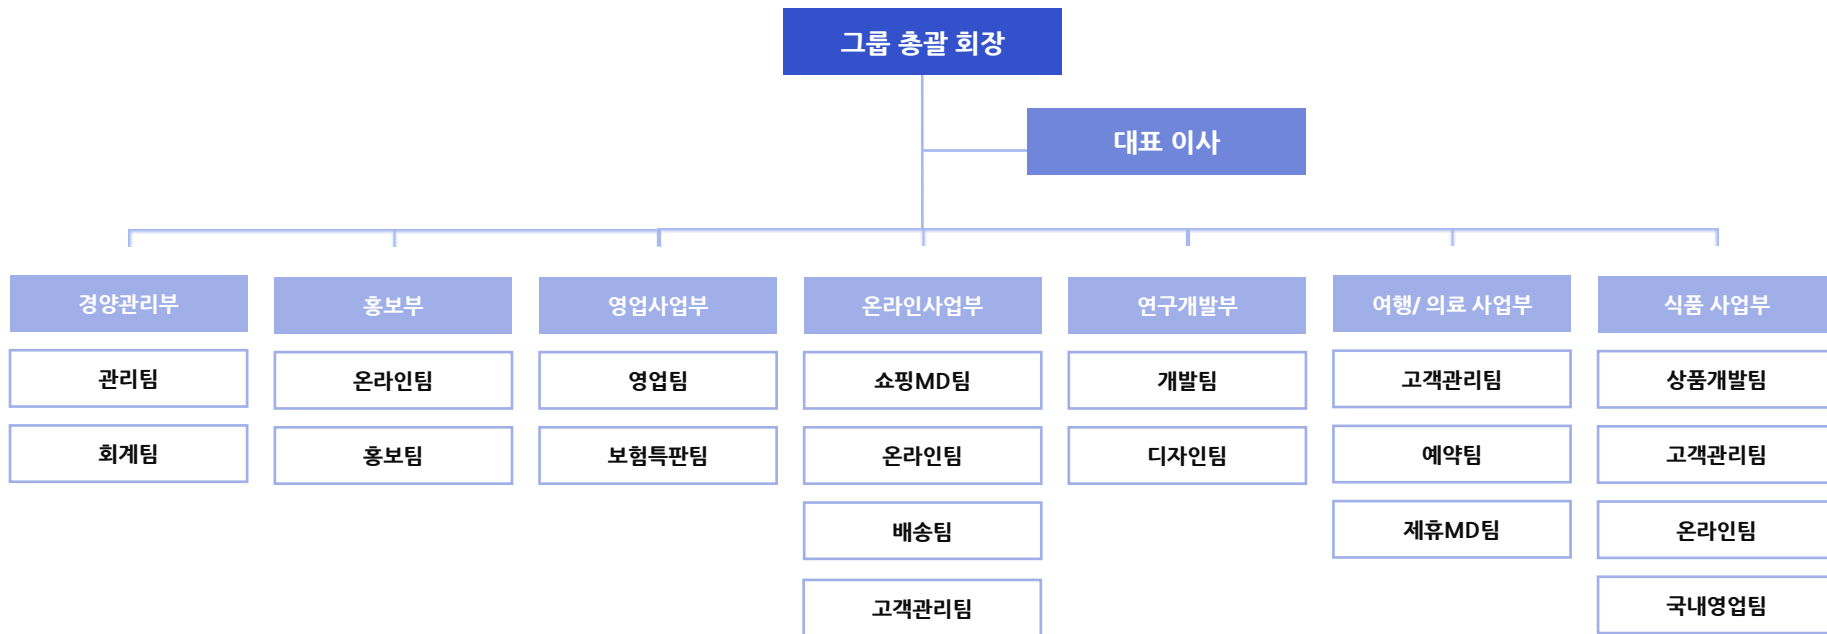 그룹 총괄 회장
대표 이사
경양관리부
홍보부
영업사업부
온라인사업부
연구개발부
여행/ 의료 사업부
식품 사업부
관리팀
온라인팀
영업팀
쇼핑MD팀
개발팀
고객관리팀
상품개발팀
회계팀
홍보팀
보험특판팀
온라인팀
디자인팀
예약팀
고객관리팀
배송팀
제휴MD팀
온라인팀
고객관리팀
국내영업팀